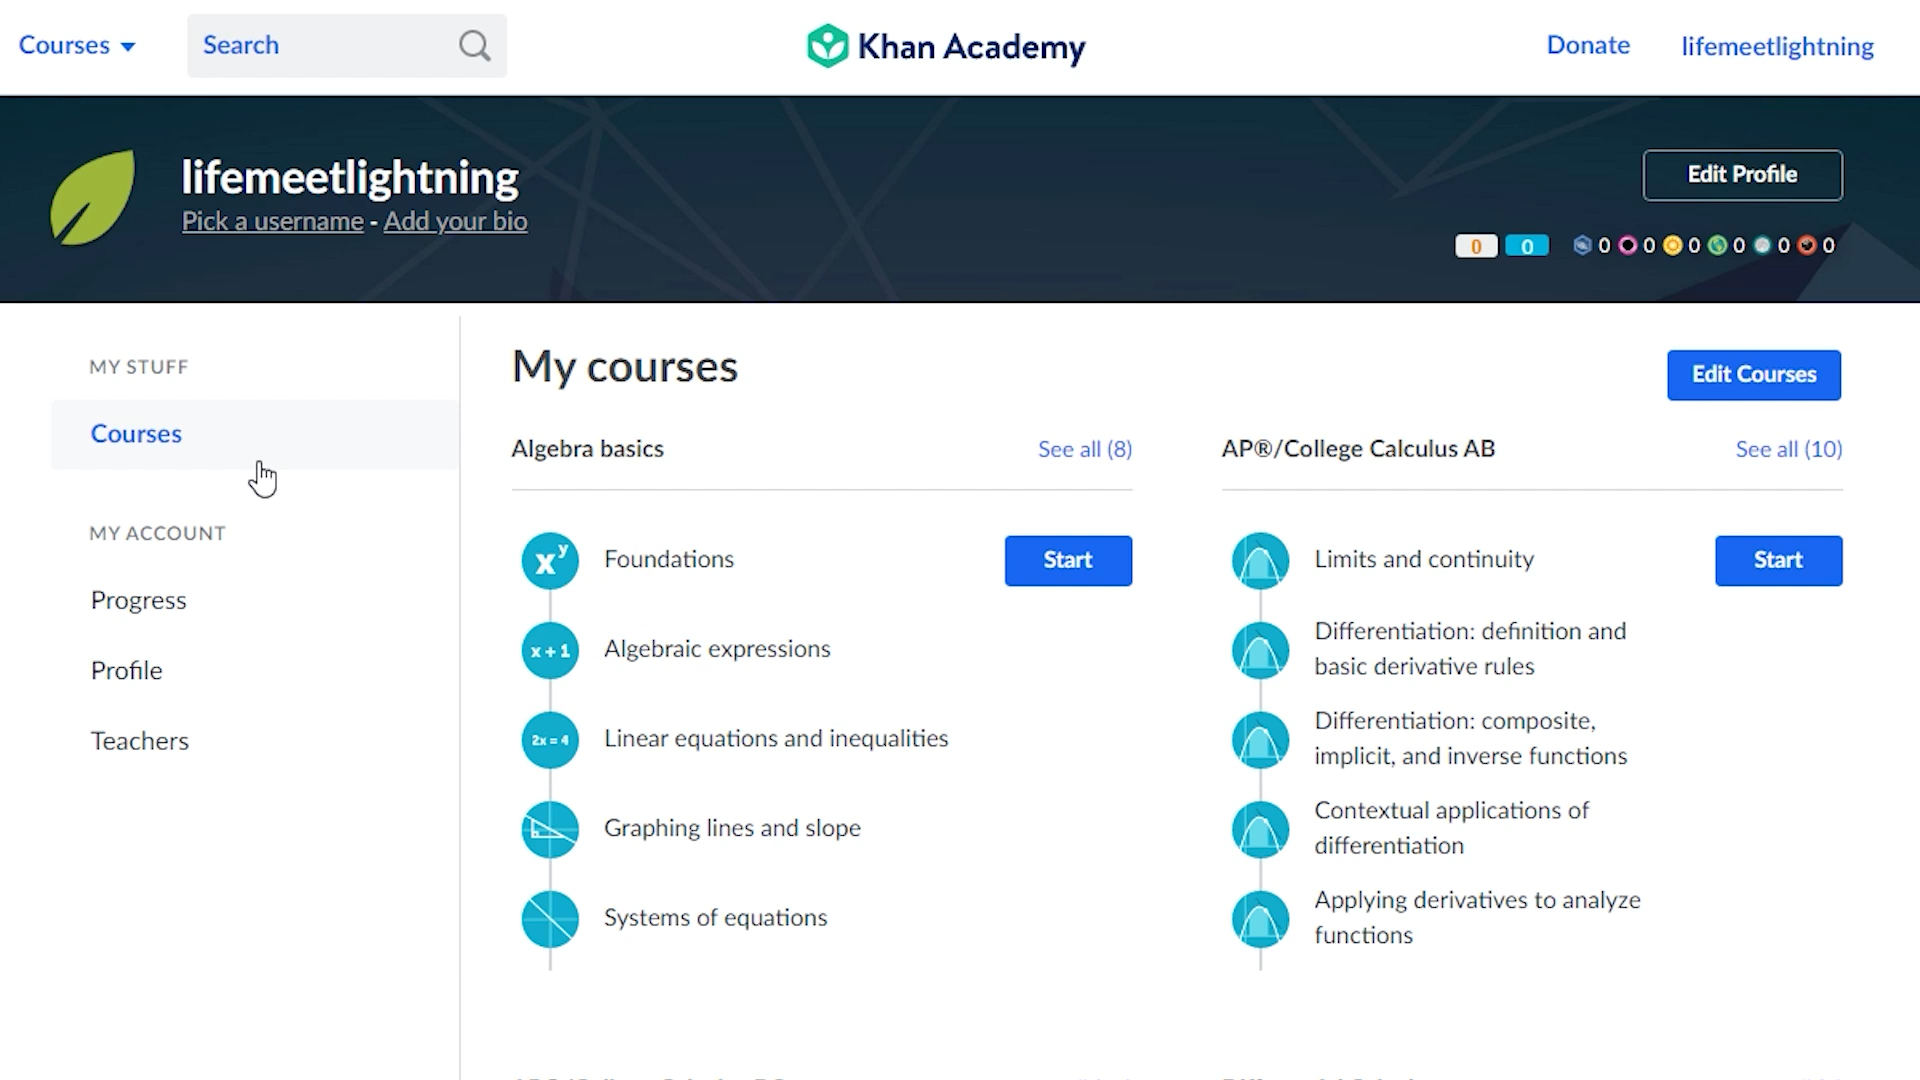 Courses
Search
Khan Academy
Donate
lifemeetlightning
lifemeetlightning
Pick a username - Add your bio
Edit Profile
0 0 0 0 0 0 0 0
MY STUFF
Courses
MY ACCOUNT
Progress
Profile
Teachers
My courses
Edit Courses
Algebra basics
See all (8)
x^y
Foundations
Start
x + 1
Algebraic expressions
2x = 4
Linear equations and inequalities
Graphing lines and slope
Systems of equations
AP®/College Calculus AB
See all (10)
Limits and continuity
Start
Differentiation: definition and
basic derivative rules
Differentiation: composite,
implicit, and inverse functions
Contextual applications of
differentiation
Applying derivatives to analyze
functions